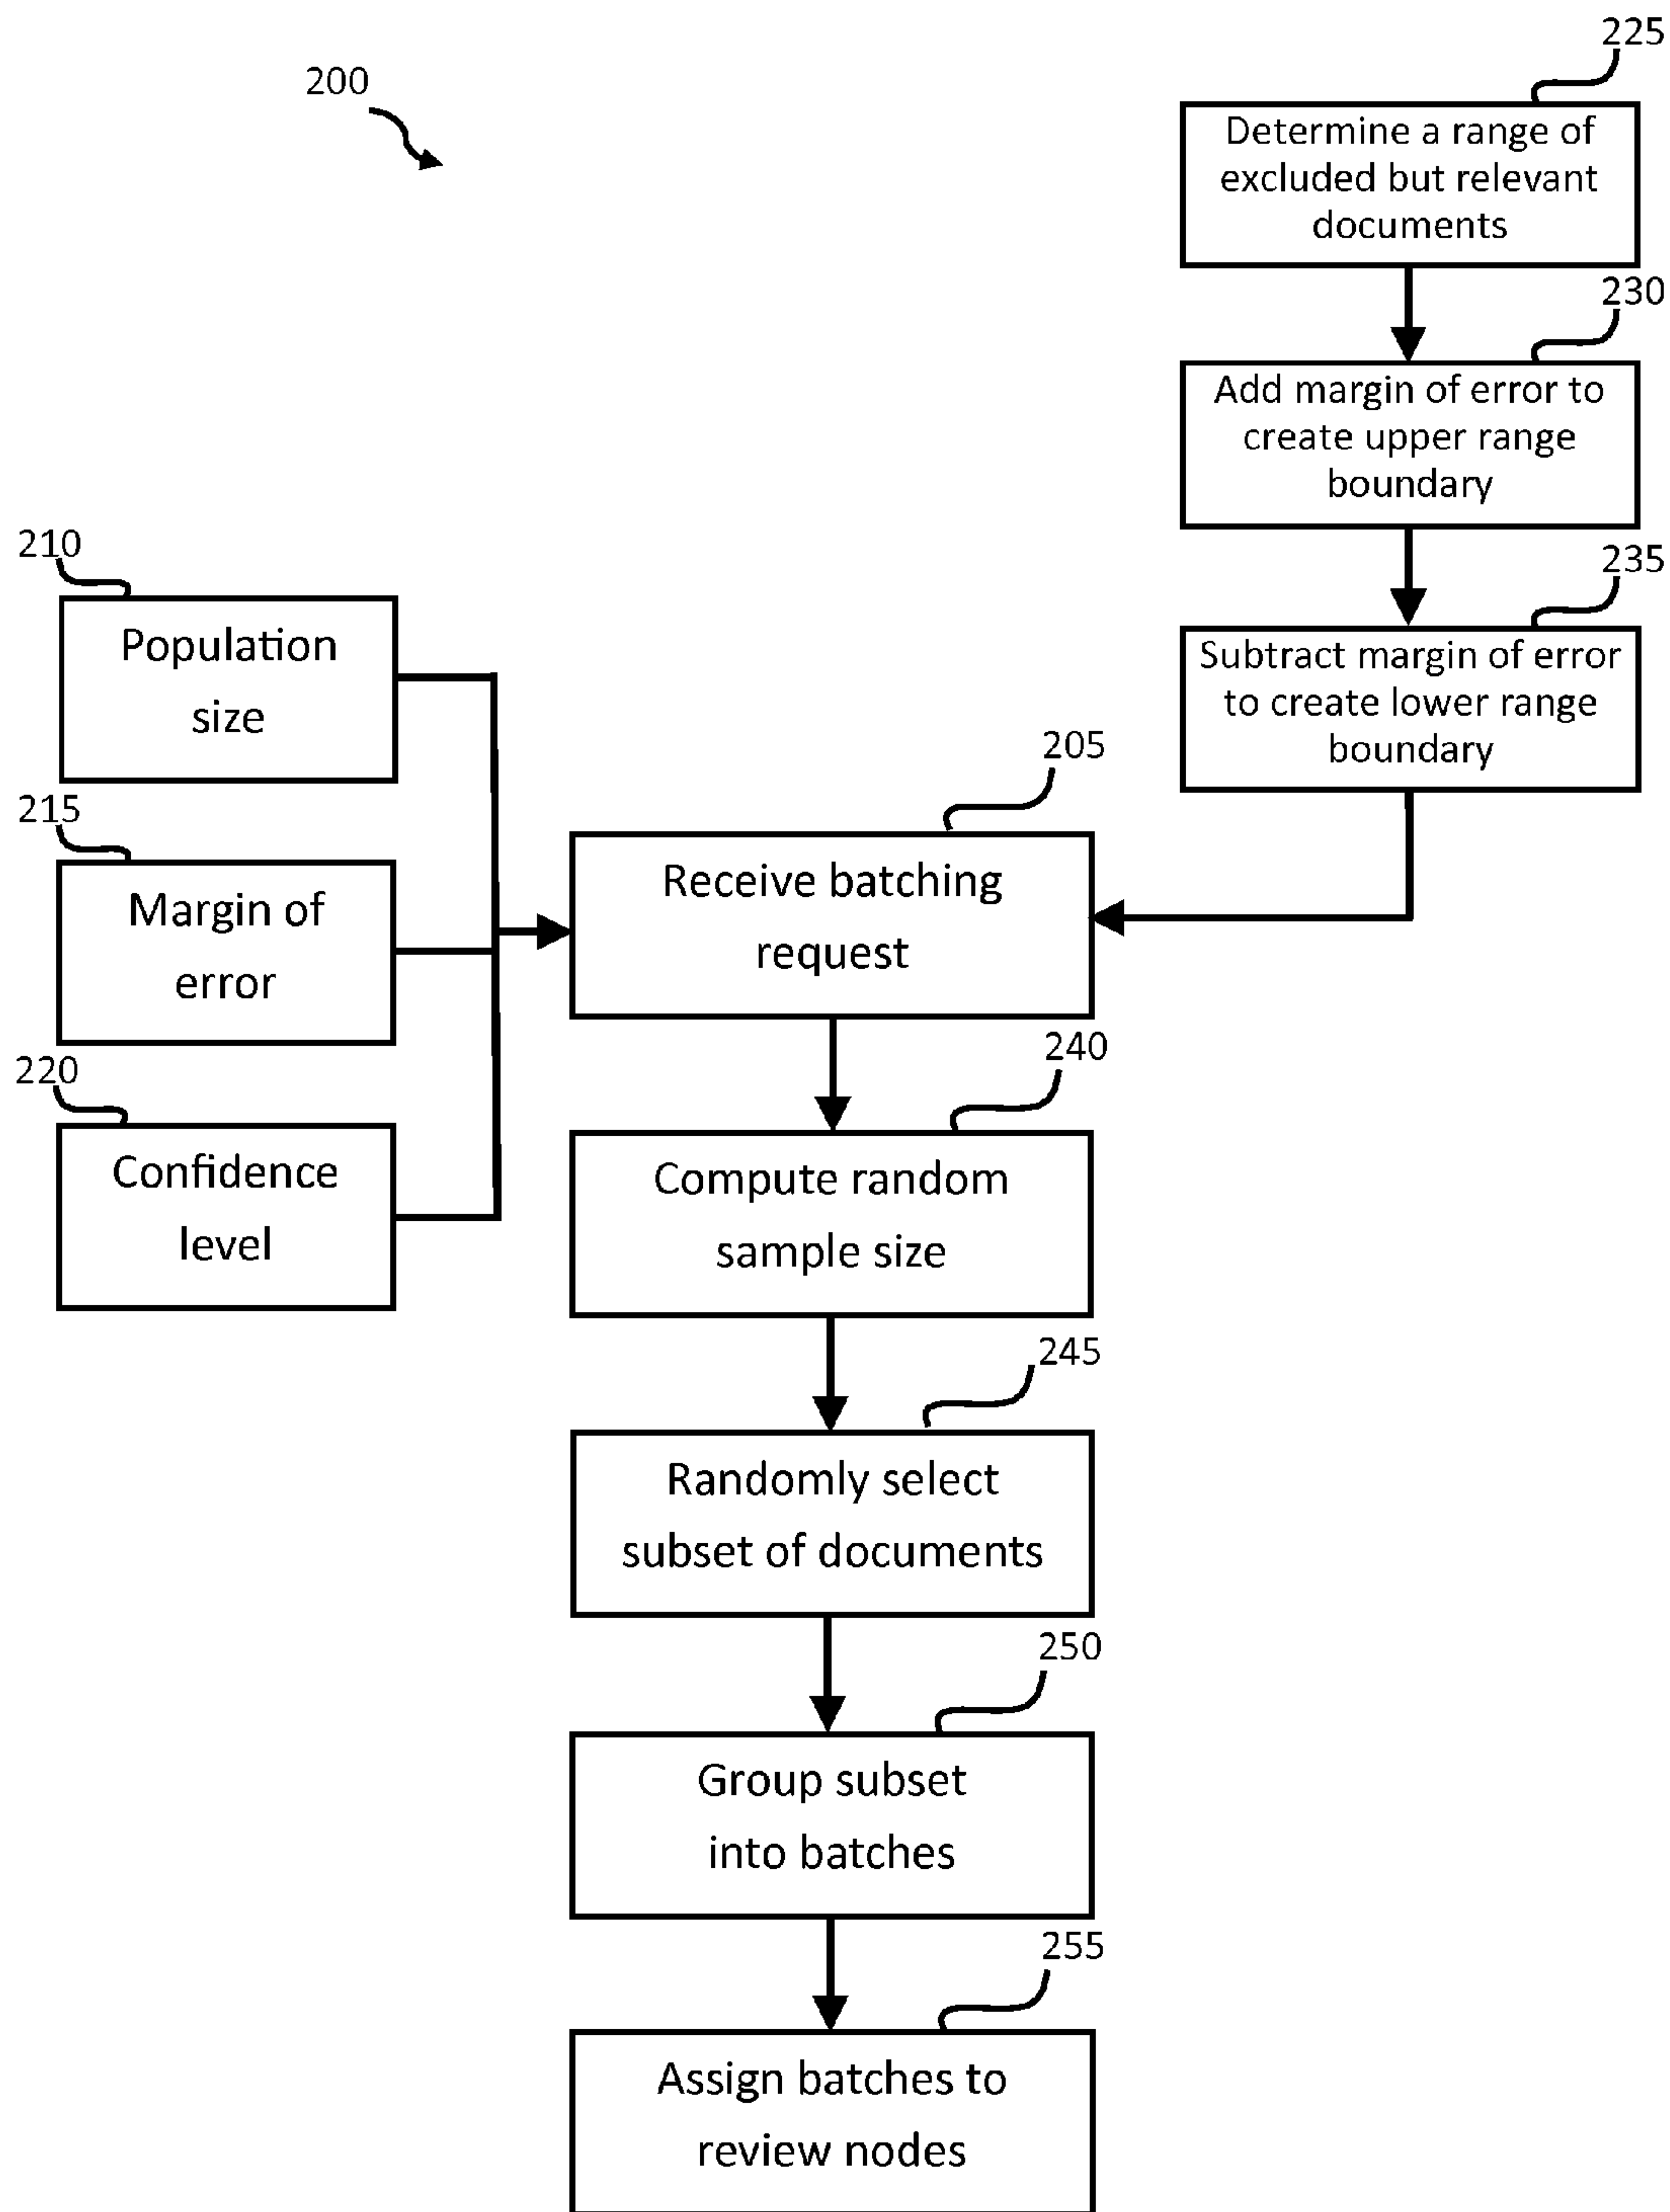 200
225
Determine a range of
excluded but relevant
documents
230
Add margin of error to
create upper range
boundary
235
Subtract margin of error
to create lower range
boundary
210
Population
size
215
Margin of
error
220
Confidence
level
205
Receive batching
request
240
Compute random
sample size
245
Randomly select
subset of documents
250
Group subset
into batches
255
Assign batches to
review nodes